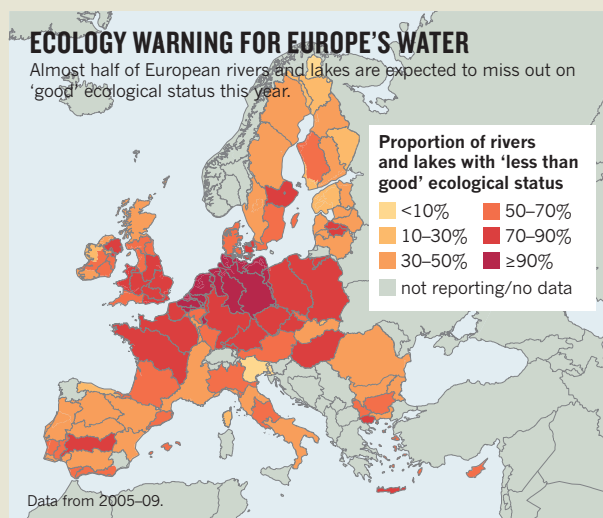 ECOLOGY WARNING FOR EUROPE'S WATER
Almost half of European rivers and lakes are expected to miss out on
‘good’ ecological status this year.
Proportion of rivers
and lakes with ‘less than
good’ ecological status
<10% 50–70%
10–30% 70–90%
30–50% ≥90%
not reporting/no data
Data from 2005–09.